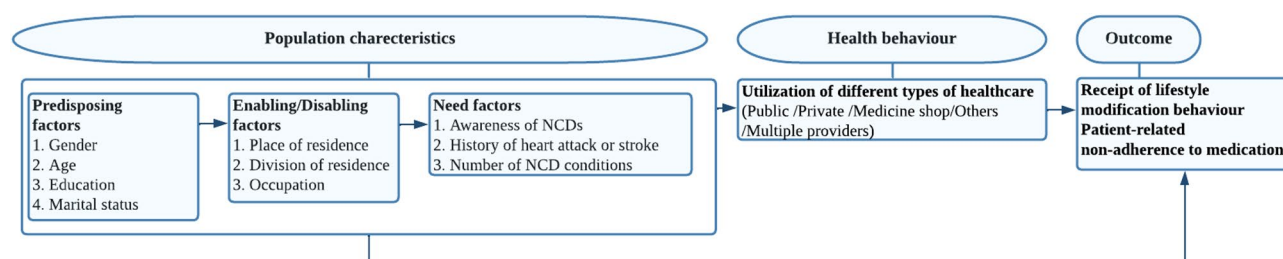 Population charecteristics
Health behaviour
Outcome
Predisposing
factors
1. Gender
2. Age
3. Education
4. Marital status
Enabling/Disabling
factors
1. Place of residence
2. Division of residence
3. Occupation
Need factors
1. Awareness of NCDs
2. History of heart attack or stroke
3. Number of NCD conditions
Utilization of different types of healthcare
(Public /Private /Medicine shop/Others
/Multiple providers)
Receipt of lifestyle
modification behaviour
Patient-related
non-adherence to medication